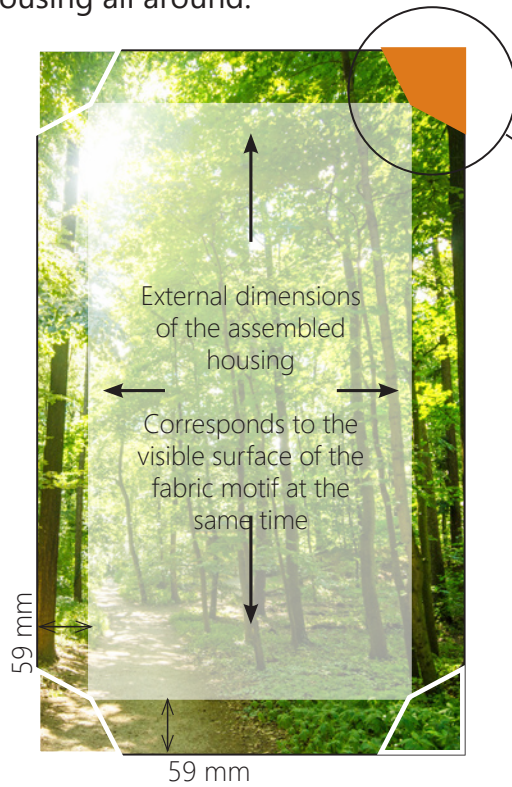 ousing all around.
External dimensions
of the assembled
housing
Corresponds to the
visible surface of the
fabric motif at the
same time
59 mm
59 mm